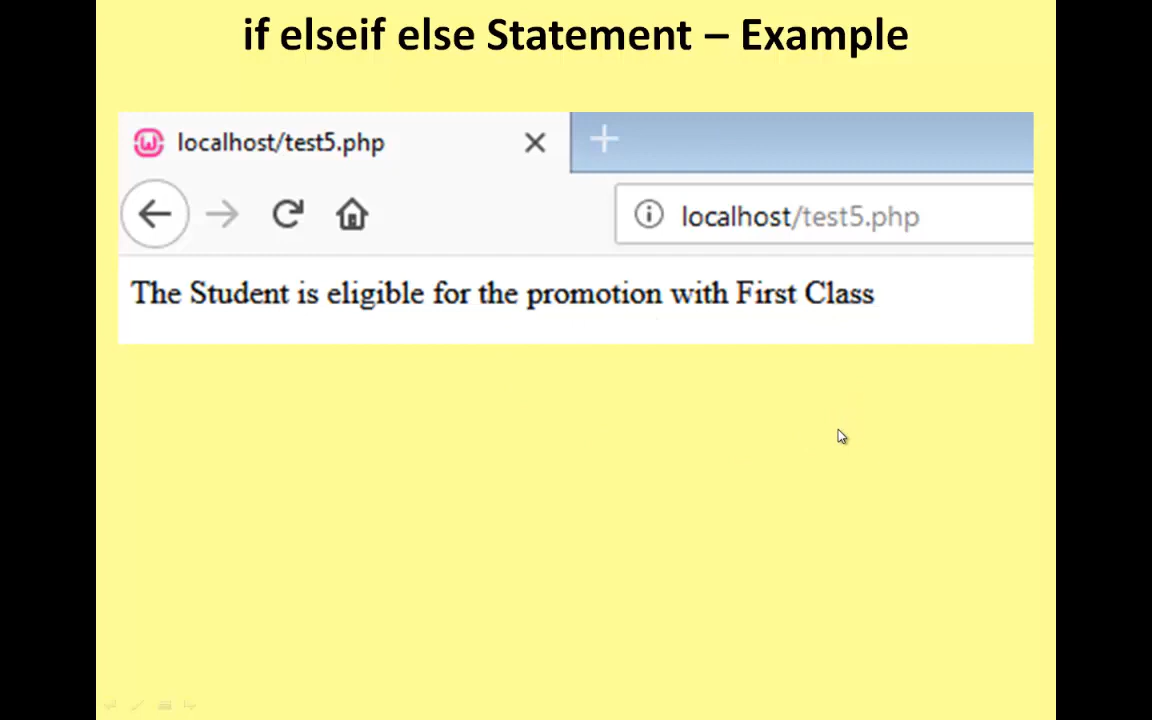 if elseif else Statement – Example
localhost/test5.php
localhost/test5.php
The Student is eligible for the promotion with First Class